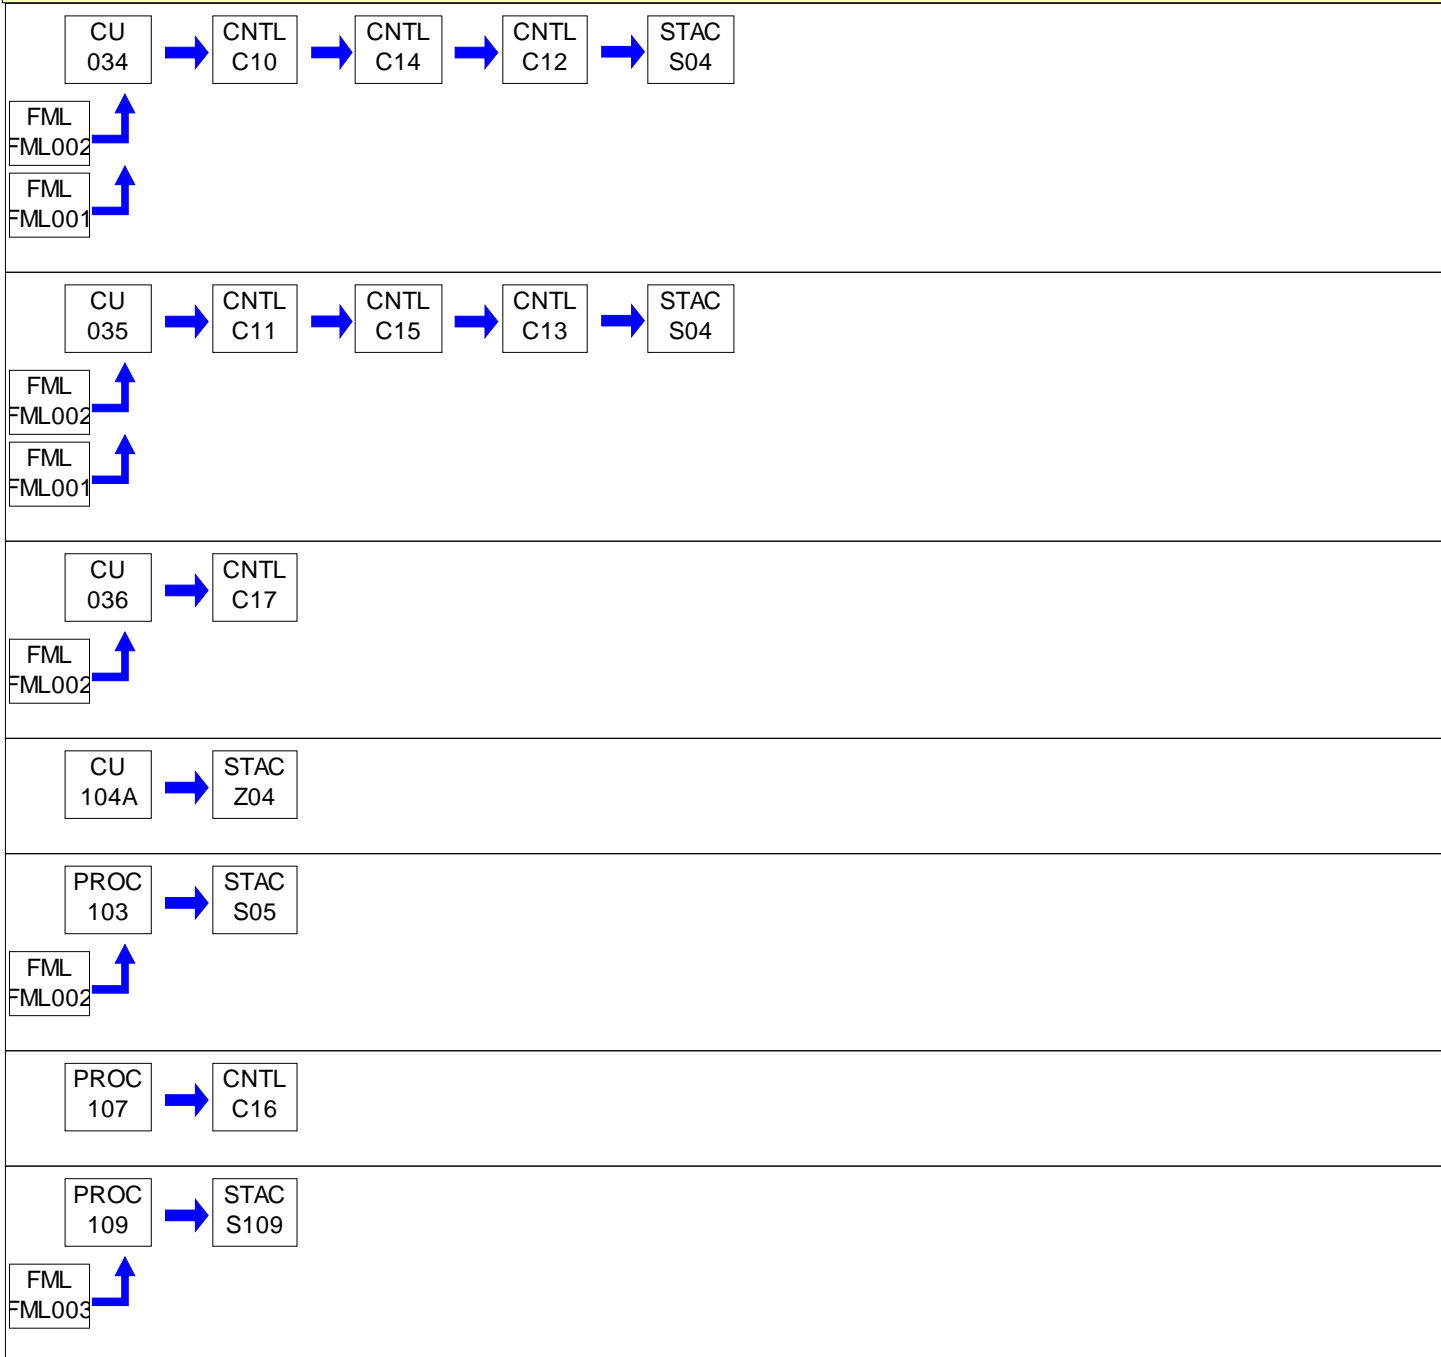 CU
034
CNTL
C10
CNTL
C14
CNTL
C12
STAC
S04
FML
FML002
FML
FML001
CU
035
CNTL
C11
CNTL
C15
CNTL
C13
STAC
S04
FML
FML002
FML
FML001
CU
036
CNTL
C17
FML
FML002
CU
104A
STAC
Z04
PROC
103
STAC
S05
FML
FML002
PROC
107
CNTL
C16
PROC
109
STAC
S109
FML
FML003